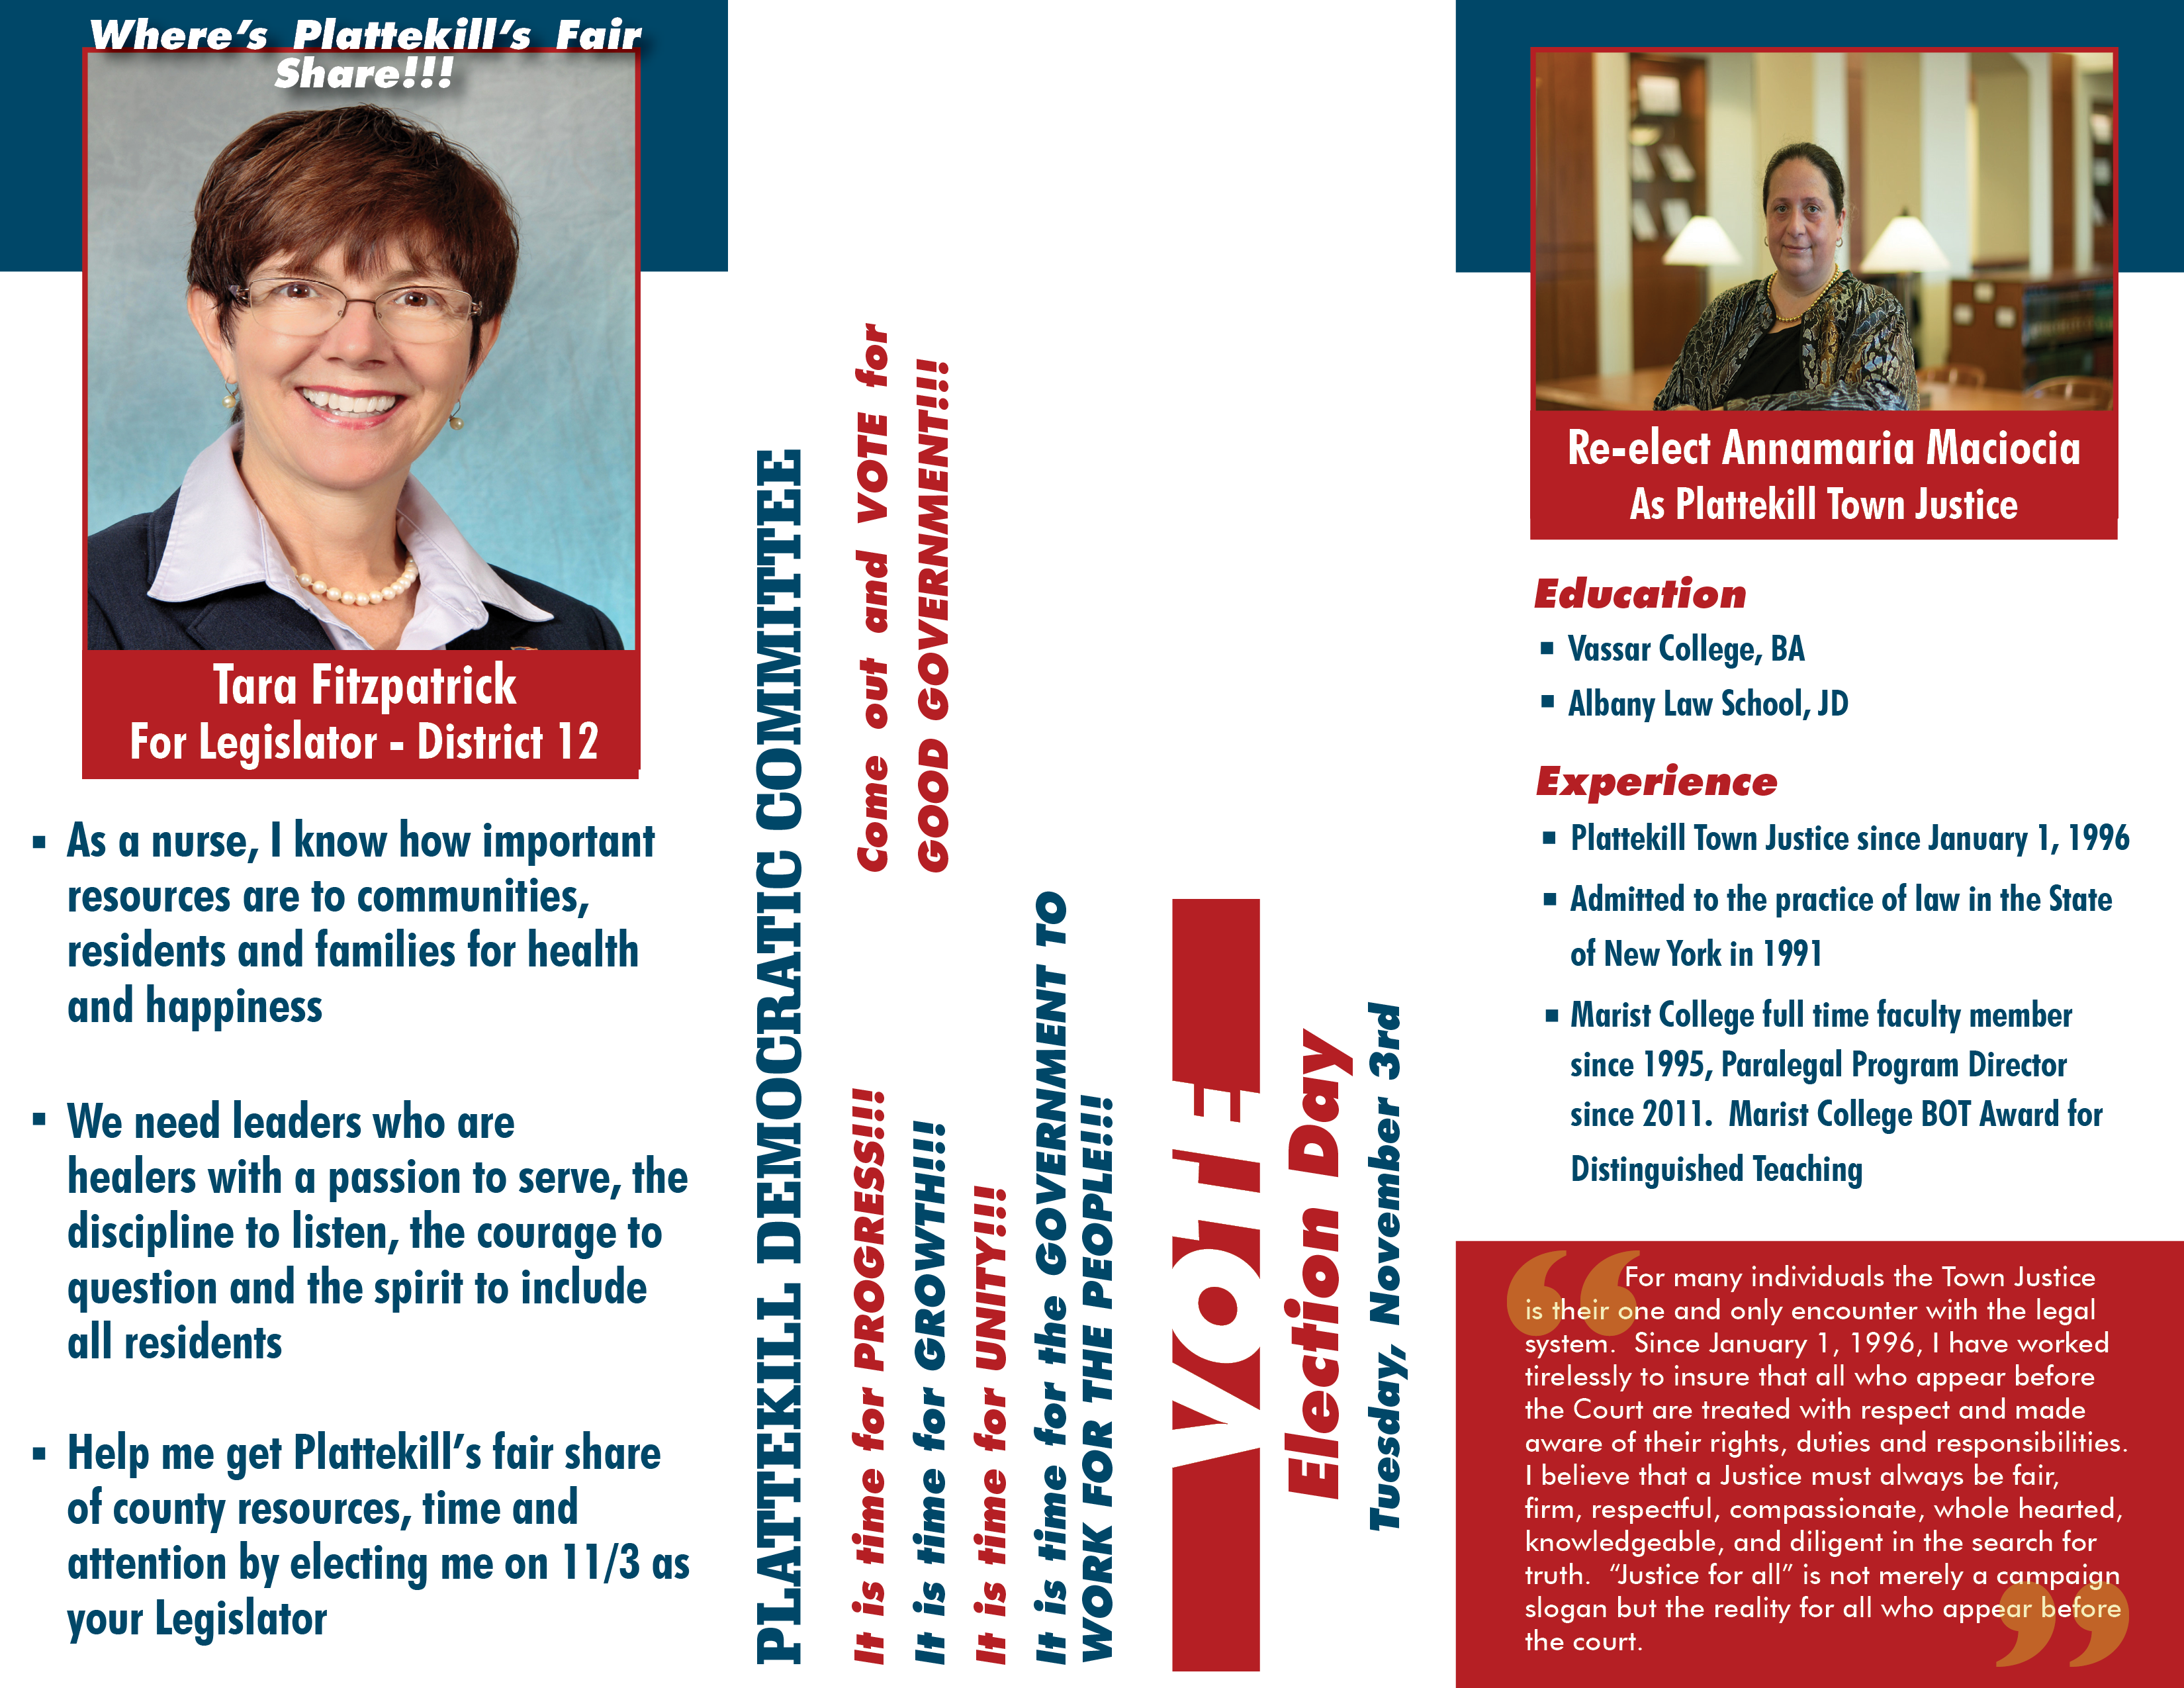 Where's Plattekill's Fair
Share!!!
Tara Fitzpatrick
For Legislator - District 12
▪ As a nurse, I know how important
resources are to communities,
residents and families for health
and happiness
▪ We need leaders who are
healers with a passion to serve, the
discipline to listen, the courage to
question and the spirit to include
all residents
▪ Help me get Plattekill's fair share
of county resources, time and
attention by electing me on 11/3 as
your Legislator
PLATTEKILL DEMOCRATIC COMMITTEE
Come out and VOTE for
GOOD GOVERNMENT!!!
It is time for PROGRESS!!!
It is time for GROWTH!!!
It is time for UNITY!!!
It is time for the GOVERNMENT TO
WORK FOR THE PEOPLE!!!
VOTE
Election Day
Tuesday, November 3rd
Re-elect Annamaria Maciocia
As Plattekill Town Justice
Education
▪ Vassar College, BA
▪ Albany Law School, JD
Experience
▪ Plattekill Town Justice since January 1, 1996
▪ Admitted to the practice of law in the State
of New York in 1991
▪ Marist College full time faculty member
since 1995, Paralegal Program Director
since 2011. Marist College BOT Award for
Distinguished Teaching
“For many individuals the Town Justice
is their one and only encounter with the legal
system. Since January 1, 1996, I have worked
tirelessly to insure that all who appear before
the Court are treated with respect and made
aware of their rights, duties and responsibilities.
I believe that a Justice must always be fair,
firm, respectful, compassionate, whole hearted,
knowledgeable, and diligent in the search for
truth. “Justice for all” is not merely a campaign
slogan but the reality for all who appear before
the court.”